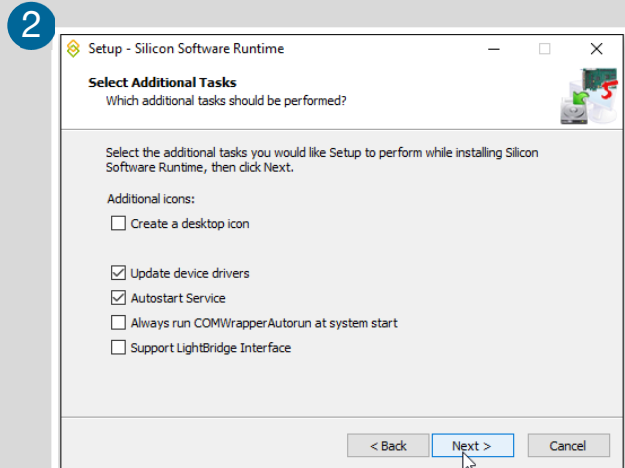 2
Setup - Silicon Software Runtime
Select Additional Tasks
Which additional tasks should be performed?
5
Select the additional tasks you would like Setup to perform while installing Silicon
Software Runtime, then click Next.
Additional icons:
Create a desktop icon
Update device drivers
Autostart Service
Always run COMWrapperAutorun at system start
Support LightBridge Interface
< Back Next > Cancel